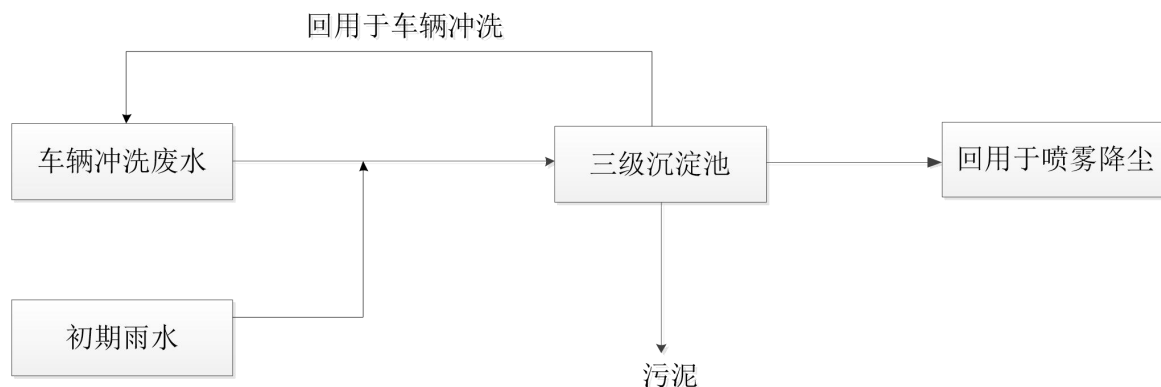 回用于车辆冲洗
车辆冲洗废水
三级沉淀池
回用于喷雾降尘
初期雨水
污泥